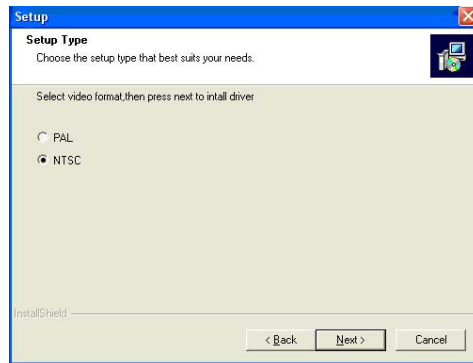 Setup
Setup Type
Choose the setup type that best suits your needs.
Select video format,then press next to intall driver
PAL
NTSC
InstallShield
< Back Next > Cancel